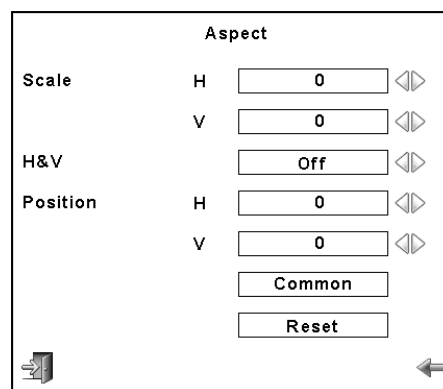 Aspect
Scale H 0
V 0
H&V Off
Position H 0
V 0
Common
Reset